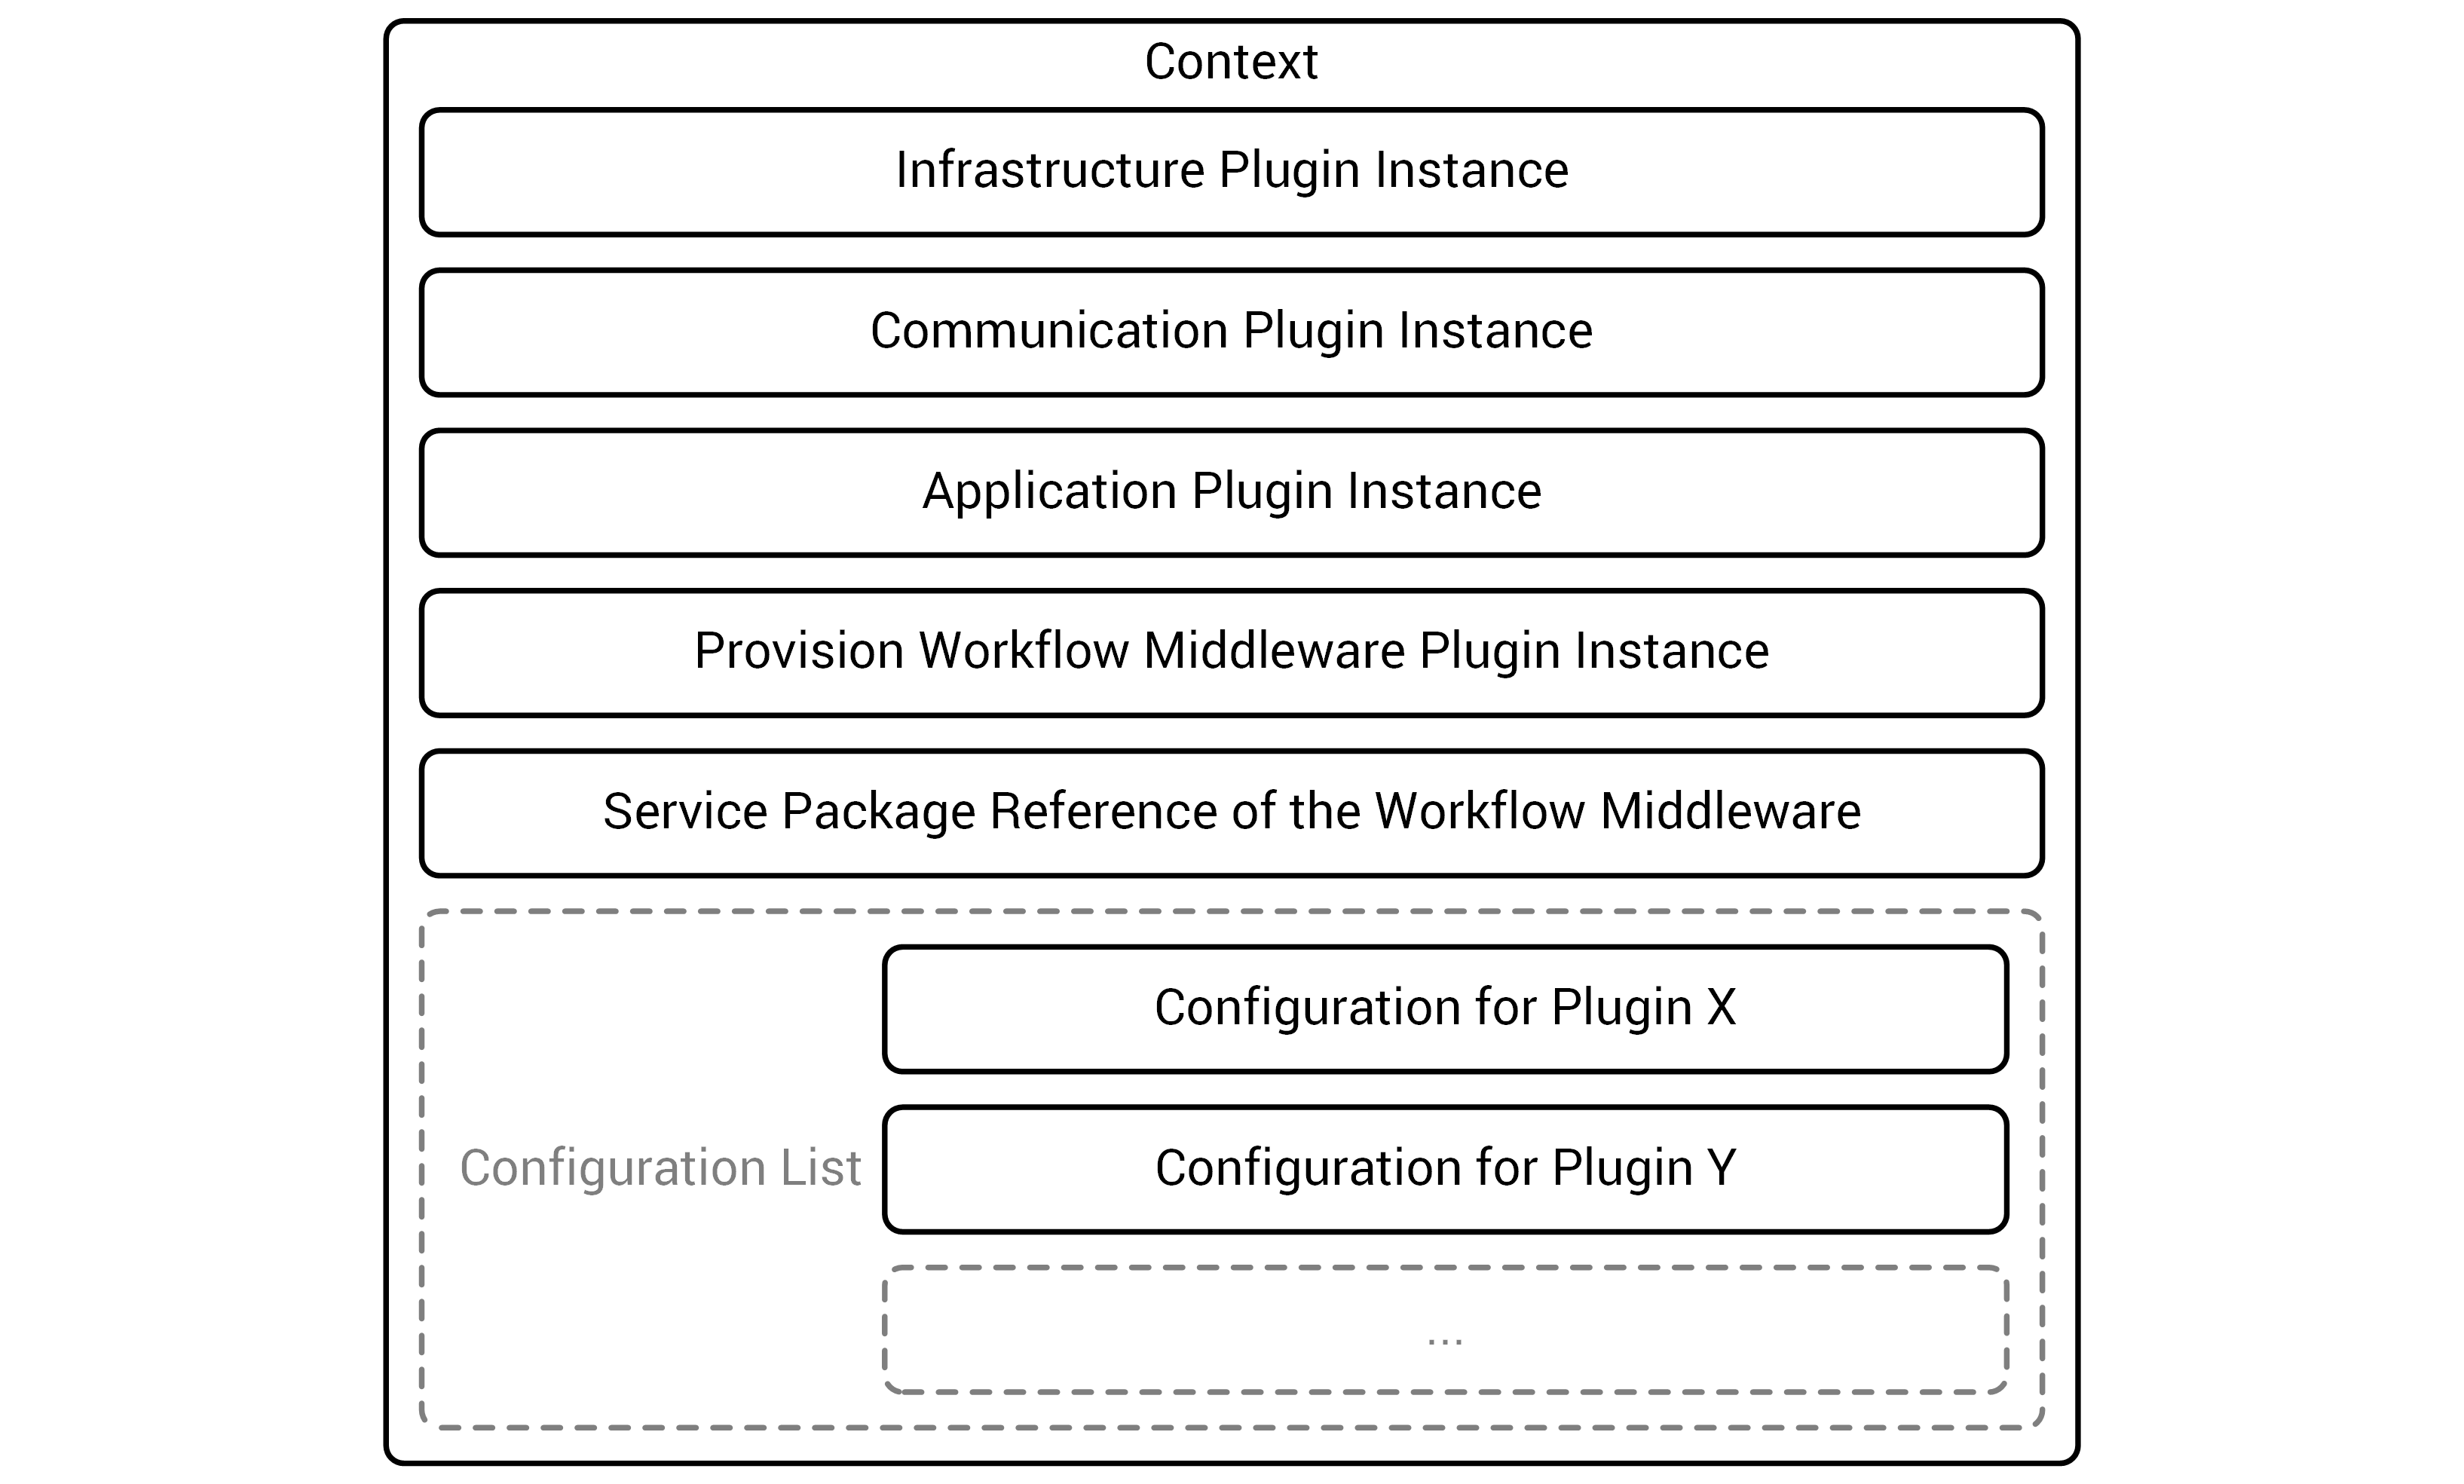 Context
Infrastructure Plugin Instance
Communication Plugin Instance
Application Plugin Instance
Provision Workflow Middleware Plugin Instance
Service Package Reference of the Workflow Middleware
Configuration List
Configuration for Plugin X
Configuration for Plugin Y
...